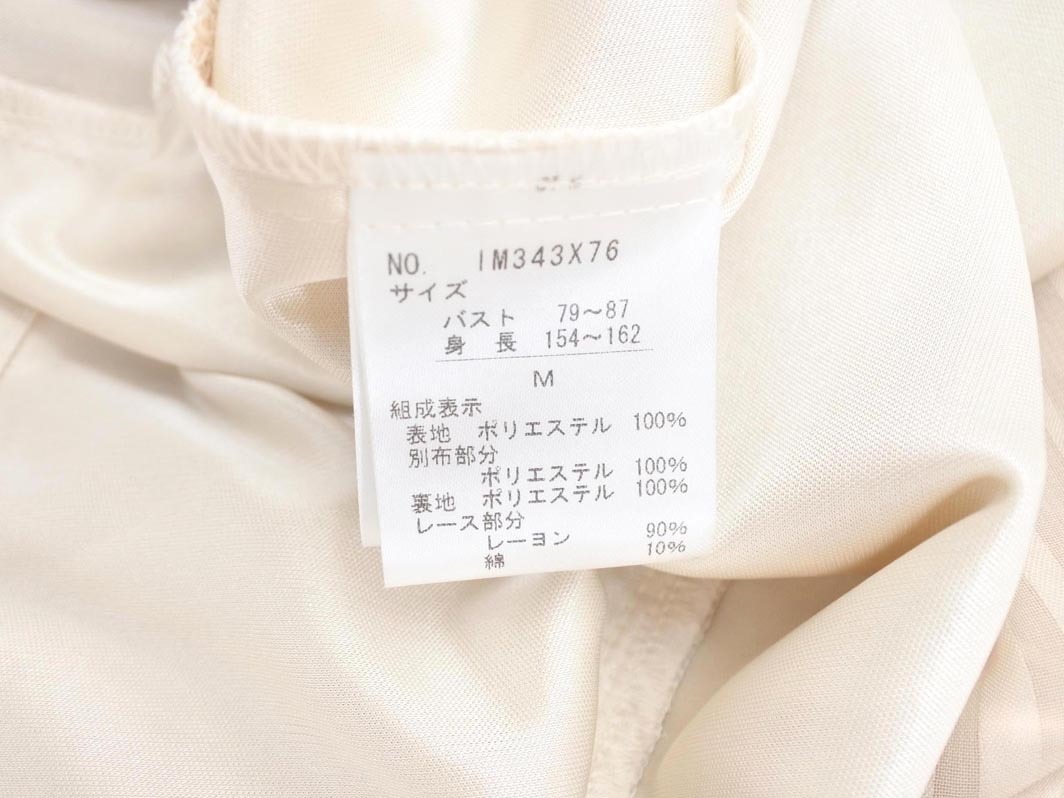 NO. IM343X76
サイズ
バスト 79～87
身長 154～162
M
組成表示
表地 ポリエステル 100%
別布部分
ポリエステル 100%
裏地 ポリエステル 100%
レース部分
レーヨン 90%
綿 10%